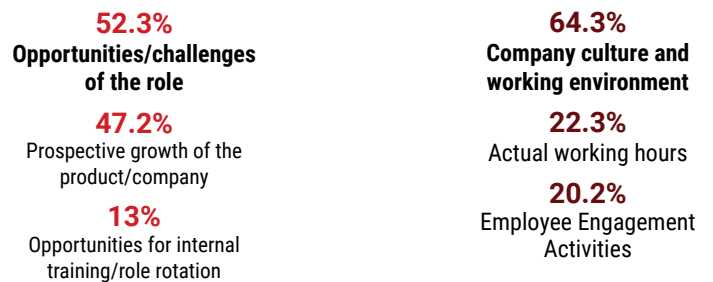 52.3%
Opportunities/challenges
of the role
47.2%
Prospective growth of the
product/company
13%
Opportunities for internal
training/role rotation
64.3%
Company culture and
working environment
22.3%
Actual working hours
20.2%
Employee Engagement
Activities